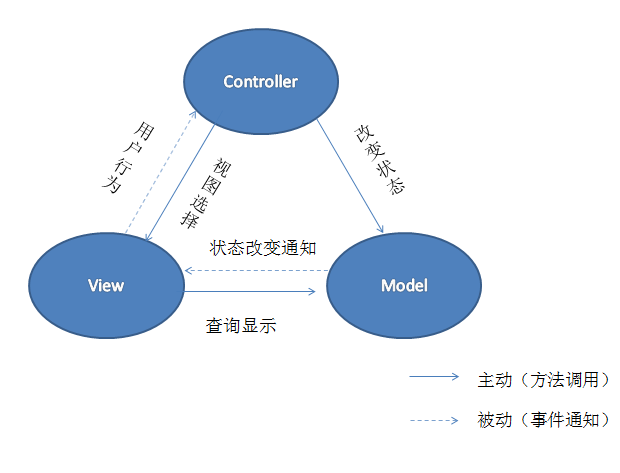 Controller
用户行为
视图选择
改变状态
状态改变通知
View
Model
查询显示
主动（方法调用）
被动（事件通知）